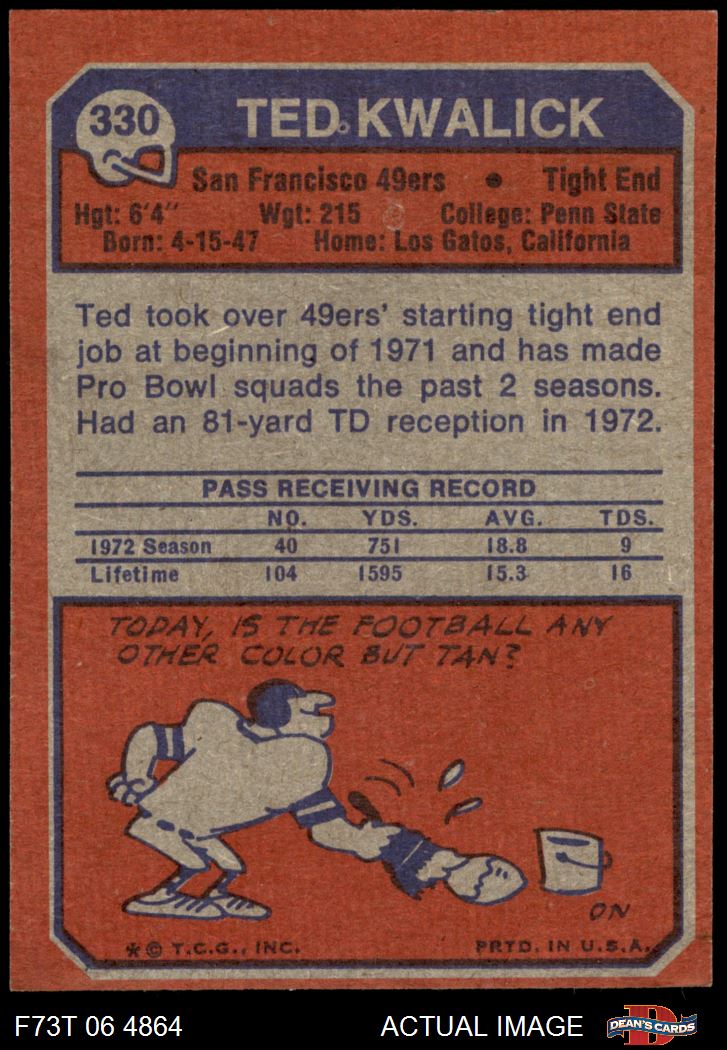 330
TED KWALICK
San Francisco 49ers • Tight End
Hgt: 6'4" Wgt: 215 College: Penn State
Born: 4-15-47 Home: Los Gatos, California
Ted took over 49ers' starting tight end
job at beginning of 1971 and has made
Pro Bowl squads the past 2 seasons.
Had an 81-yard TD reception in 1972.
PASS RECEIVING RECORD
NO. YDS. AVG. TDS.
1972 Season 40 751 18.8 9
Lifetime 104 1595 15.3 16
TODAY, IS THE FOOTBALL ANY
OTHER COLOR BUT TAN?
ON
* © T.C.G., INC. PRTD. IN U.S.A.
F73T 06 4864 ACTUAL IMAGE DEAN'S CARDS